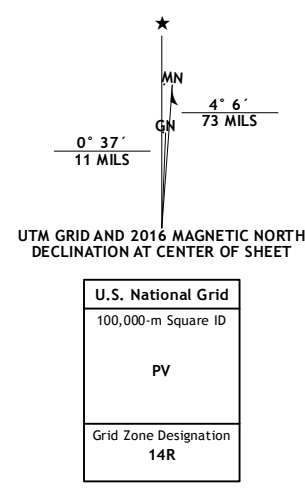 ★
MN
4° 6´
73 MILS
GN
0° 37´
11 MILS
UTM GRID AND 2016 MAGNETIC NORTH
DECLINATION AT CENTER OF SHEET
U.S. National Grid
100,000-m Square ID
PV
Grid Zone Designation
14R